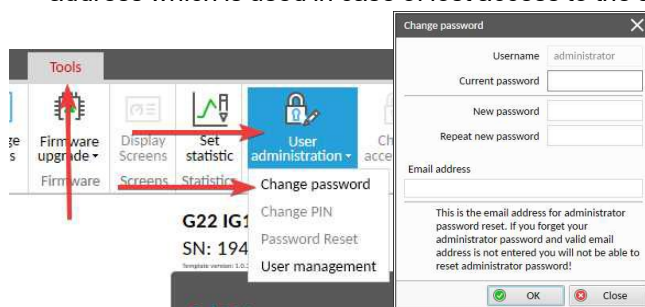 address which is used in case of lost access to the
Tools
Firmware upgrade
Display Screens
Set statistic
User administration
Firmware
Screens
Statistics
Change password
Change PIN
Password Reset
User management
G22 IG1
SN: 194
Change password
Username administrator
Current password
New password
Repeat new password
Email address
This is the email address for administrator
password reset. If you forget your
administrator password and valid email
address is not entered you will not be able to
reset administrator password!
OK Close